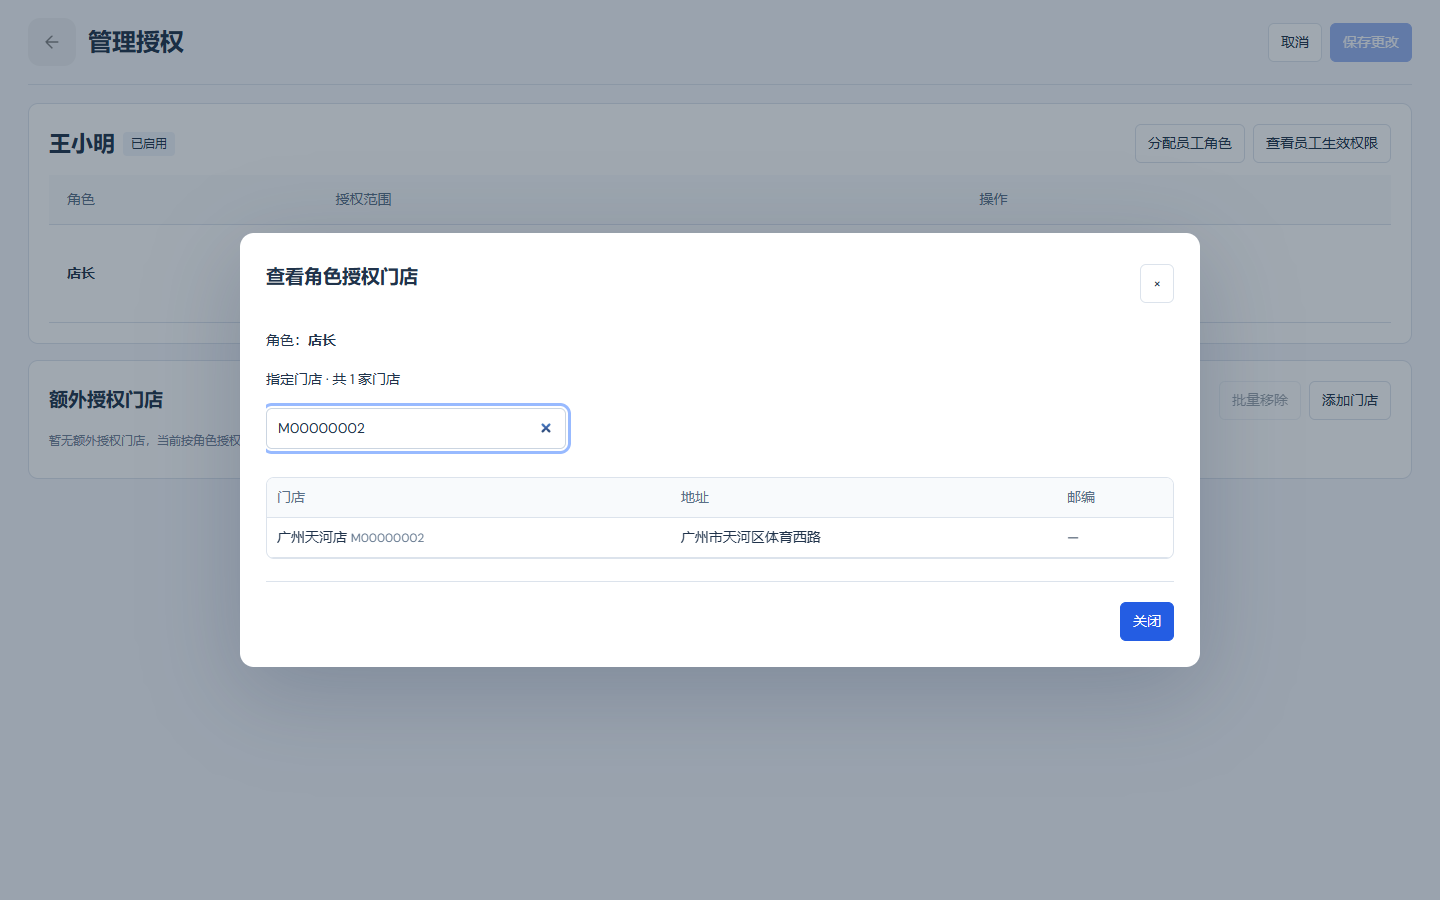 管理授权
取消
保存更改
王小明 已启用
分配员工角色
查看员工生效权限
角色 授权范围 操作
店长
查看角色授权门店
×
角色：店长
指定门店 · 共 1 家门店
M00000002
门店 地址 邮编
广州天河店 M00000002 广州市天河区体育西路 —
关闭
额外授权门店
批量移除
添加门店
暂无额外授权门店，当前按角色授权